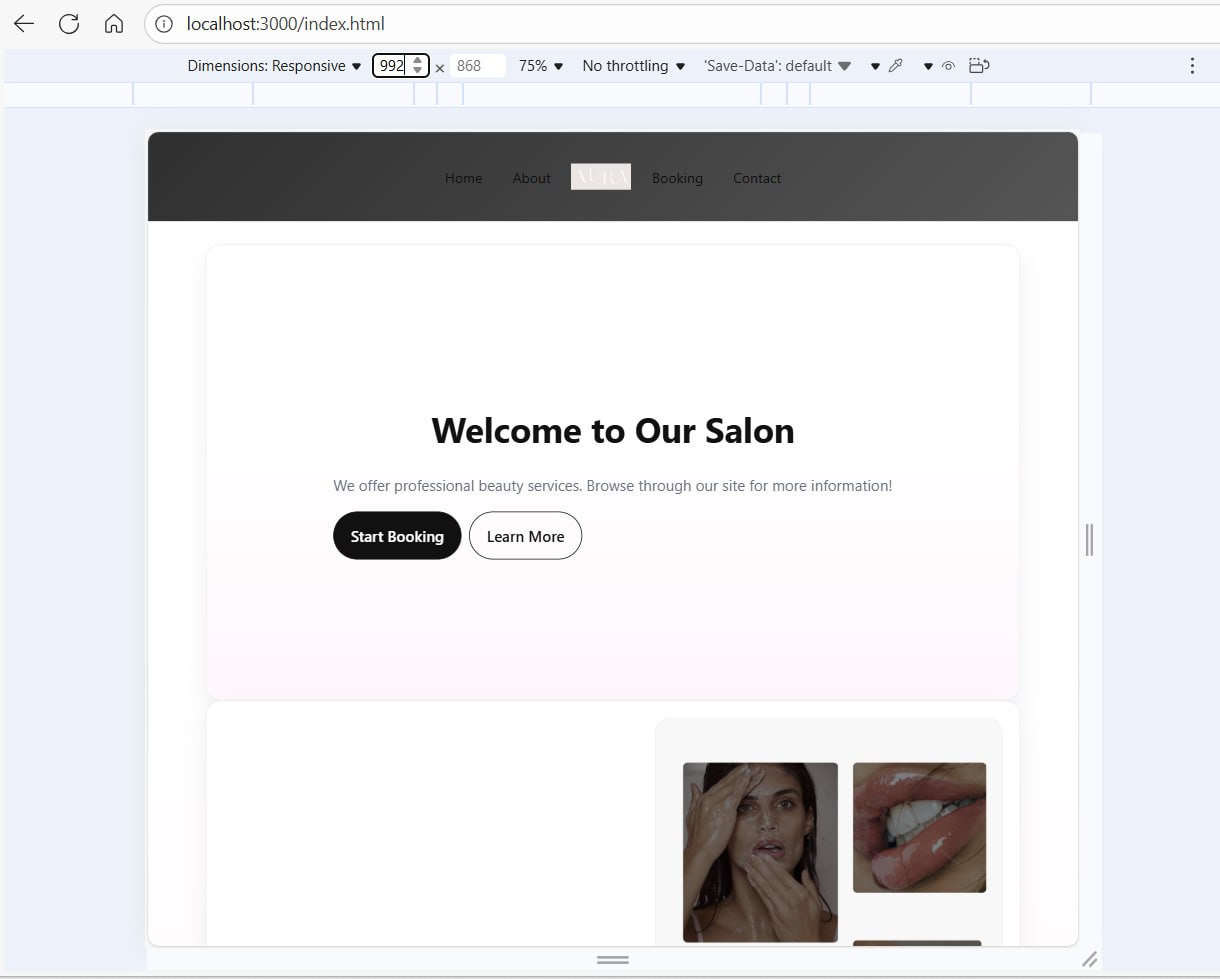 localhost:3000/index.html
Dimensions: Responsive 992 × 868 75% No throttling 'Save-Data': default
Home About AURA Booking Contact
Welcome to Our Salon
We offer professional beauty services. Browse through our site for more information!
Start Booking Learn More